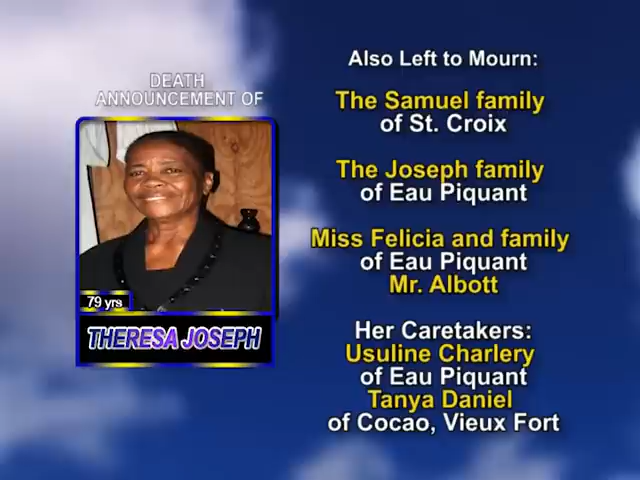 DEATH
ANNOUNCEMENT OF
79 yrs
THERESA JOSEPH
Also Left to Mourn:
The Samuel family
of St. Croix
The Joseph family
of Eau Piquant
Miss Felicia and family
of Eau Piquant
Mr. Albott
Her Caretakers:
Usuline Charlery
of Eau Piquant
Tanya Daniel
of Cocao, Vieux Fort